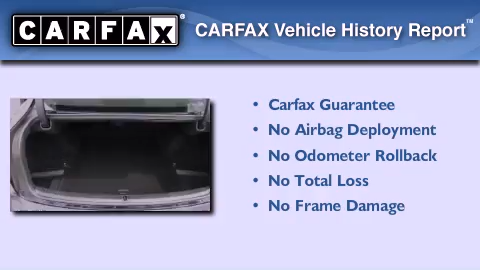 CARFAX® CARFAX Vehicle History Report™
• Carfax Guarantee
• No Airbag Deployment
• No Odometer Rollback
• No Total Loss
• No Frame Damage